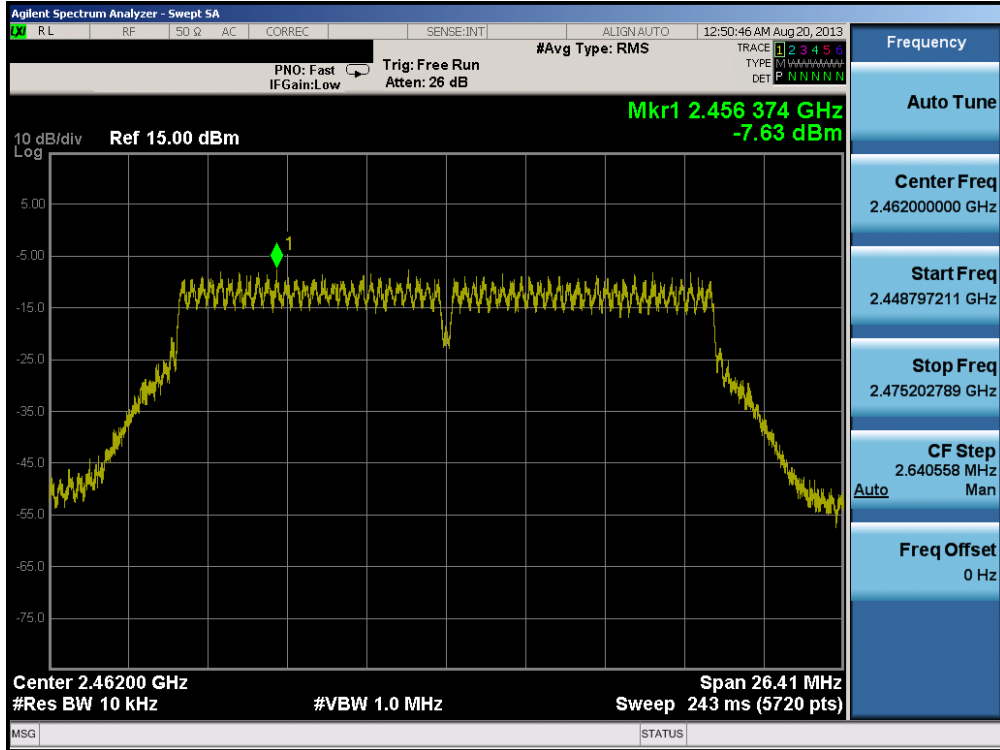 Agilent Spectrum Analyzer - Swept SA
LXI RL RF 50 Ω AC CORREC SENSE:INT ALIGN AUTO 12:50:46 AM Aug 20, 2013
#Avg Type: RMS TRACE 1 2 3 4 5 6
PNO: Fast Trig: Free Run TYPE M
IFGain:Low Atten: 26 dB DET P N N N N N
Mkr1 2.456 374 GHz
10 dB/div Ref 15.00 dBm -7.63 dBm
Log
5.00
1
-5.00
-15.0
-25.0
-35.0
-45.0
-55.0
-65.0
-75.0
Center 2.46200 GHz Span 26.41 MHz
#Res BW 10 kHz #VBW 1.0 MHz Sweep 243 ms (5720 pts)
MSG STATUS
Frequency
Auto Tune
Center Freq
2.462000000 GHz
Start Freq
2.448797211 GHz
Stop Freq
2.475202789 GHz
CF Step
2.640558 MHz
Auto Man
Freq Offset
0 Hz